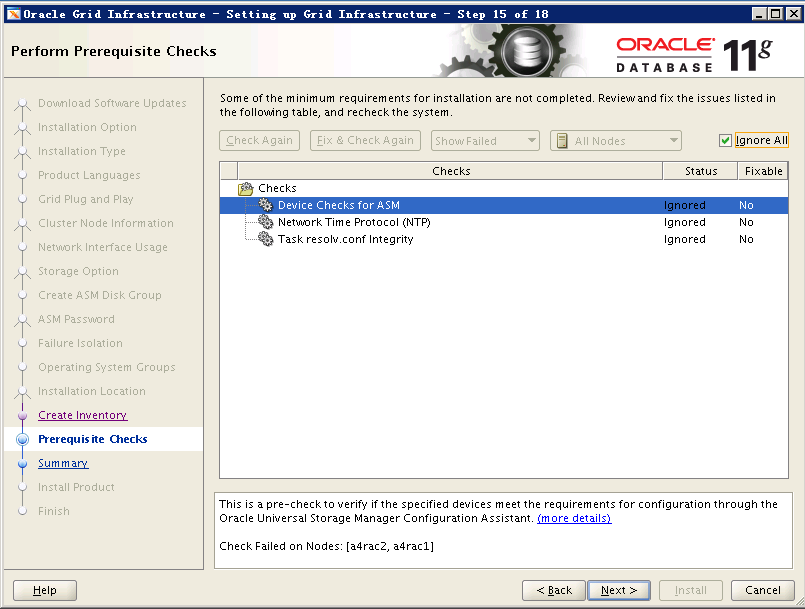 Oracle Grid Infrastructure - Setting up Grid Infrastructure - Step 15 of 18
Perform Prerequisite Checks
ORACLE
DATABASE 11g
Download Software Updates
Installation Option
Installation Type
Product Languages
Grid Plug and Play
Cluster Node Information
Network Interface Usage
Storage Option
Create ASM Disk Group
ASM Password
Failure Isolation
Operating System Groups
Installation Location
Create Inventory
Prerequisite Checks
Summary
Install Product
Finish
Some of the minimum requirements for installation are not completed. Review and fix the issues listed in
the following table, and recheck the system.
Check Again
Fix & Check Again
Show Failed
All Nodes
Ignore All
Checks Status Fixable
Checks
Device Checks for ASM Ignored No
Network Time Protocol (NTP) Ignored No
Task resolv.conf Integrity Ignored No
This is a pre-check to verify if the specified devices meet the requirements for configuration through the
Oracle Universal Storage Manager Configuration Assistant. (more details)
Check Failed on Nodes: [a4rac2, a4rac1]
Help
< Back
Next >
Install
Cancel